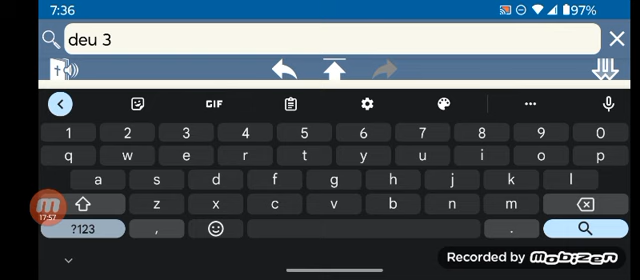 7:36
97%
deu 3
GIF
1 2 3 4 5 6 7 8 9 0
q w e r t y u i o p
a s d f g h j k l
z x c v b n m
17:57
?123 , .
Recorded by mobizen